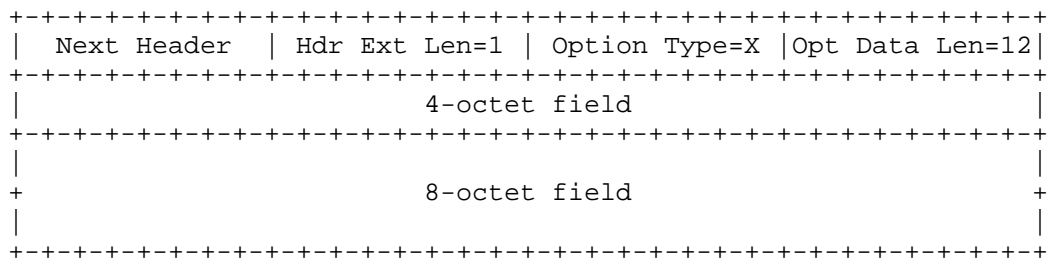 +-+-+-+-+-+-+-+-+-+-+-+-+-+-+-+-+-+-+-+-+-+-+-+-+-+-+-+-+-+-+-+-+
|  Next Header  | Hdr Ext Len=1 | Option Type=X |Opt Data Len=12|
+-+-+-+-+-+-+-+-+-+-+-+-+-+-+-+-+-+-+-+-+-+-+-+-+-+-+-+-+-+-+-+-+
|                         4-octet field                         |
+-+-+-+-+-+-+-+-+-+-+-+-+-+-+-+-+-+-+-+-+-+-+-+-+-+-+-+-+-+-+-+-+
|                                                               |
+                         8-octet field                         +
|                                                               |
+-+-+-+-+-+-+-+-+-+-+-+-+-+-+-+-+-+-+-+-+-+-+-+-+-+-+-+-+-+-+-+-+